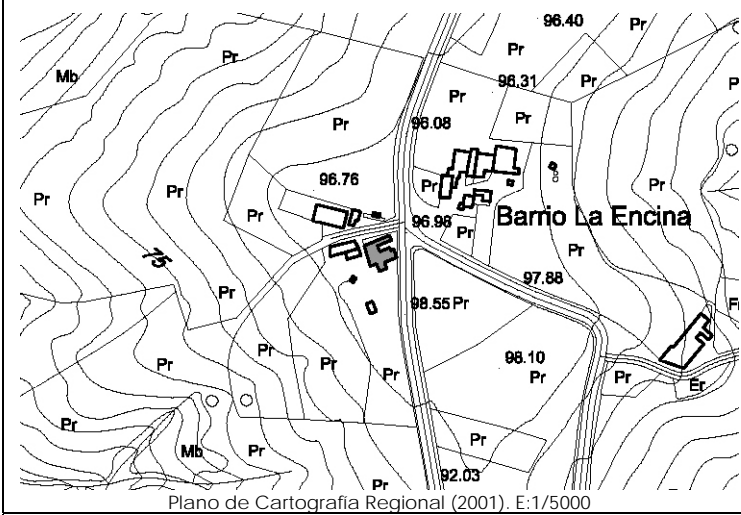 96.40
Pr
Pr
Pr
Mb
96.31
Pr
P
Pr
Pr
96.08
Pr
96.76
Pr
Pr
Pr
Pr
Pr
Barrio La Encina
96.96
Pr
Pr
75
97.88
Pr
98.55 Pr
98.10
Pr
Pr
Pr
Pr
Pr
Pr
Er
Pr
Pr
Mb
Pr
92.03
Pr
Plano de Cartografía Regional (2001). E:1/5000